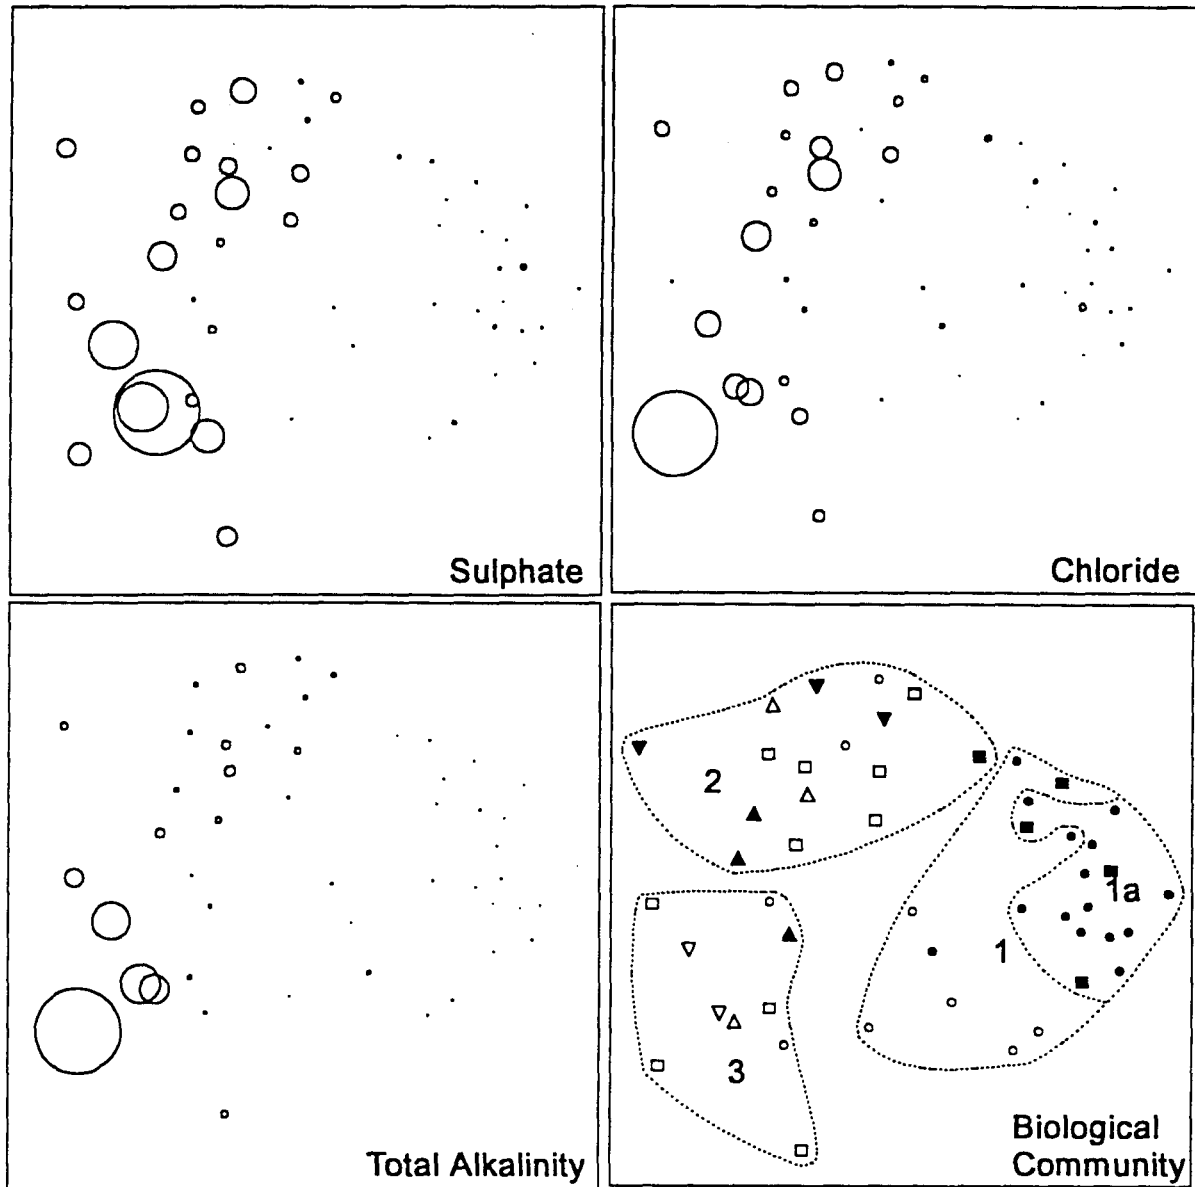 Sulphate
Chloride
Total Alkalinity
2
1a
1
3
Biological
Community